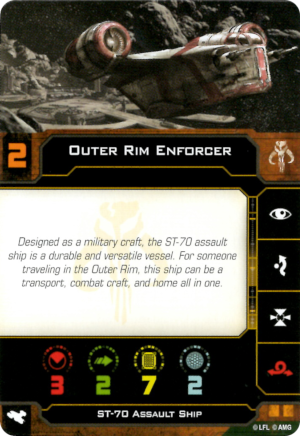 2 OUTER RIM ENFORCER
Designed as a military craft, the ST-70 assault
ship is a durable and versatile vessel. For someone
traveling in the Outer Rim, this ship can be a
transport, combat craft, and home all in one.
3 2 7 2
ST-70 ASSAULT SHIP
©LFL ©AMG